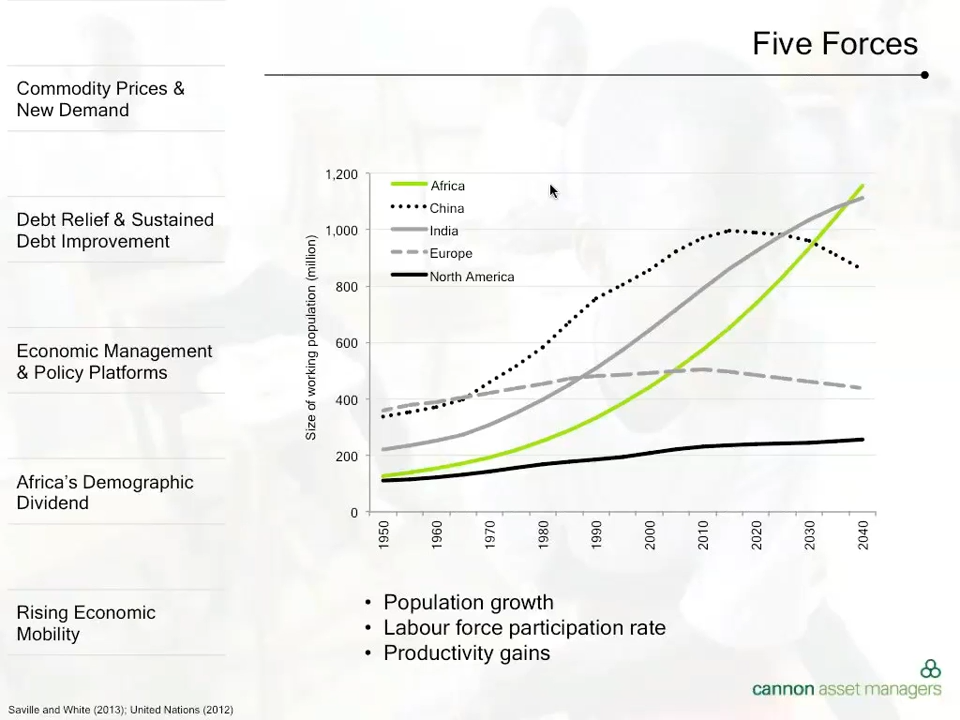 Five Forces
Commodity Prices &
New Demand
Debt Relief & Sustained
Debt Improvement
Economic Management
& Policy Platforms
Africa's Demographic
Dividend
Rising Economic
Mobility
Size of working population (million)
1,200
1,000
800
600
400
200
0
Africa
China
India
Europe
North America
1950
1960
1970
1980
1990
2000
2010
2020
2030
2040
• Population growth
• Labour force participation rate
• Productivity gains
cannon asset managers
Saville and White (2013); United Nations (2012)